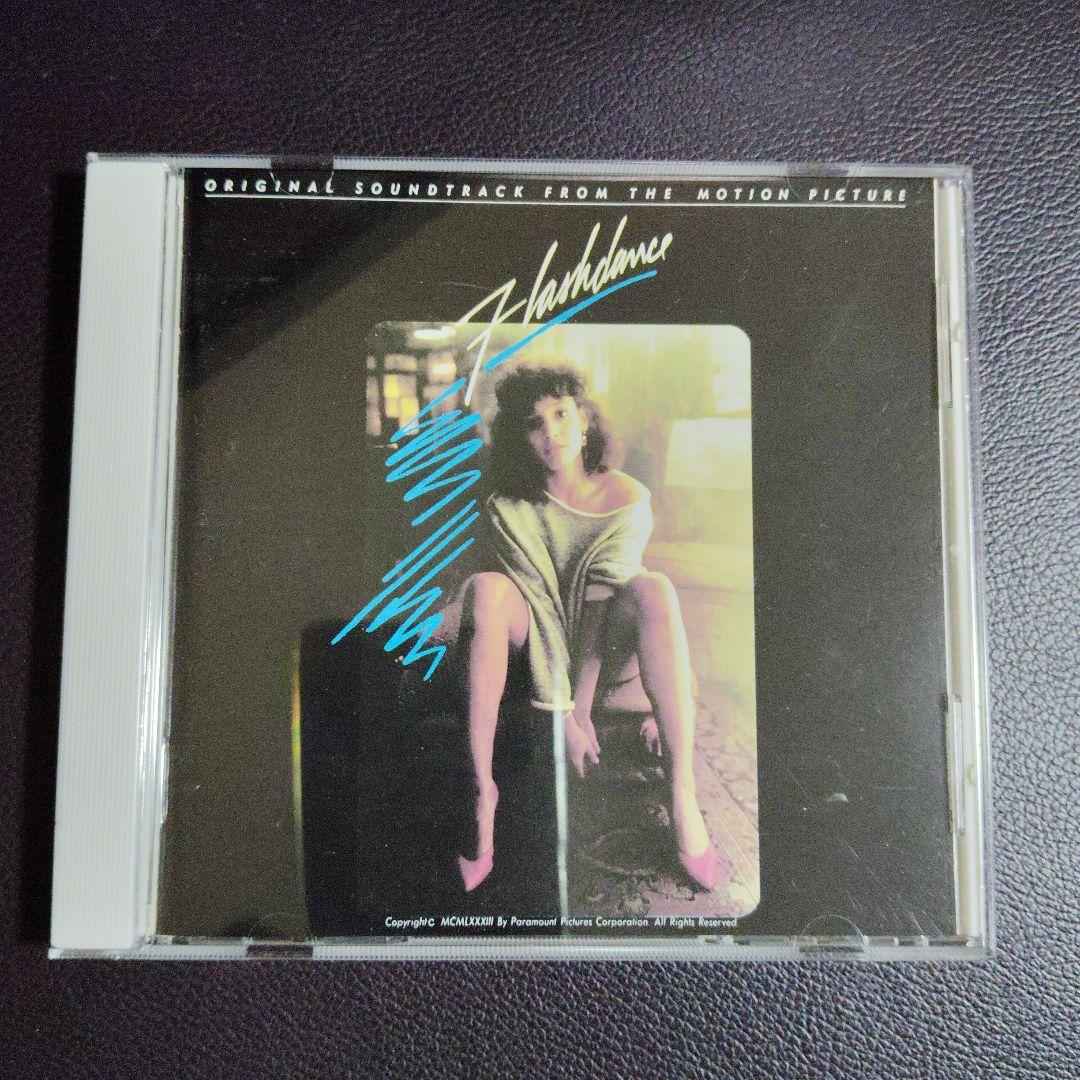 ORIGINAL SOUNDTRACK FROM THE MOTION PICTURE
Flashdance
Copyright C MCMLXXXIII By Paramount Pictures Corporation All Rights Reserved